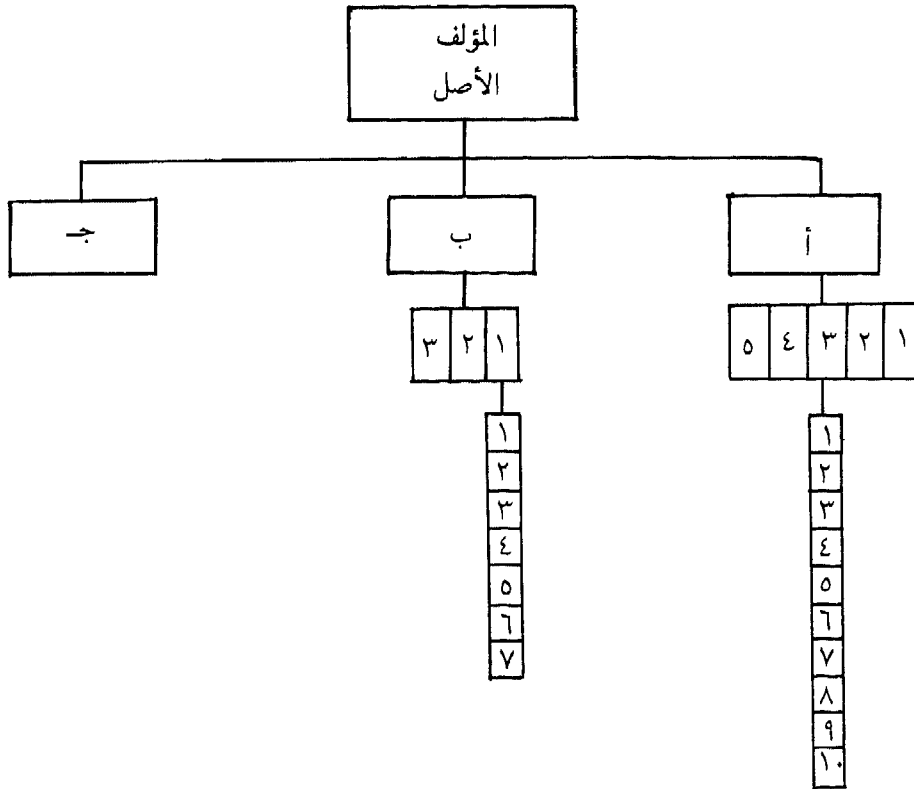 المؤلف
الأصل
أ
ب
جـ
١ ٢ ٣ ٤ ٥
١ ٢ ٣
١
٢
٣
٤
٥
٦
٧
٨
٩
١٠
١
٢
٣
٤
٥
٦
٧